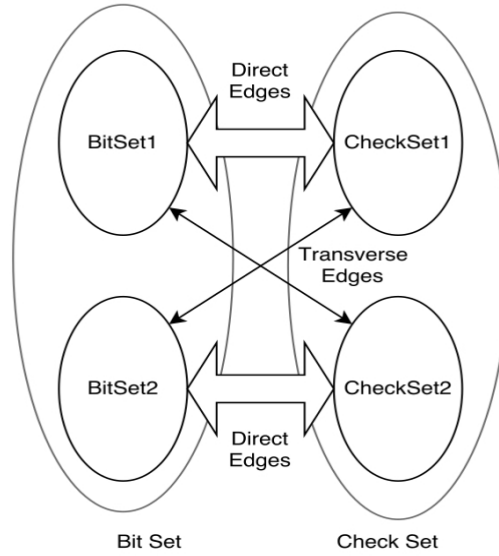 Direct
Edges
BitSet1
CheckSet1
Transverse
Edges
BitSet2
CheckSet2
Direct
Edges
Bit Set
Check Set